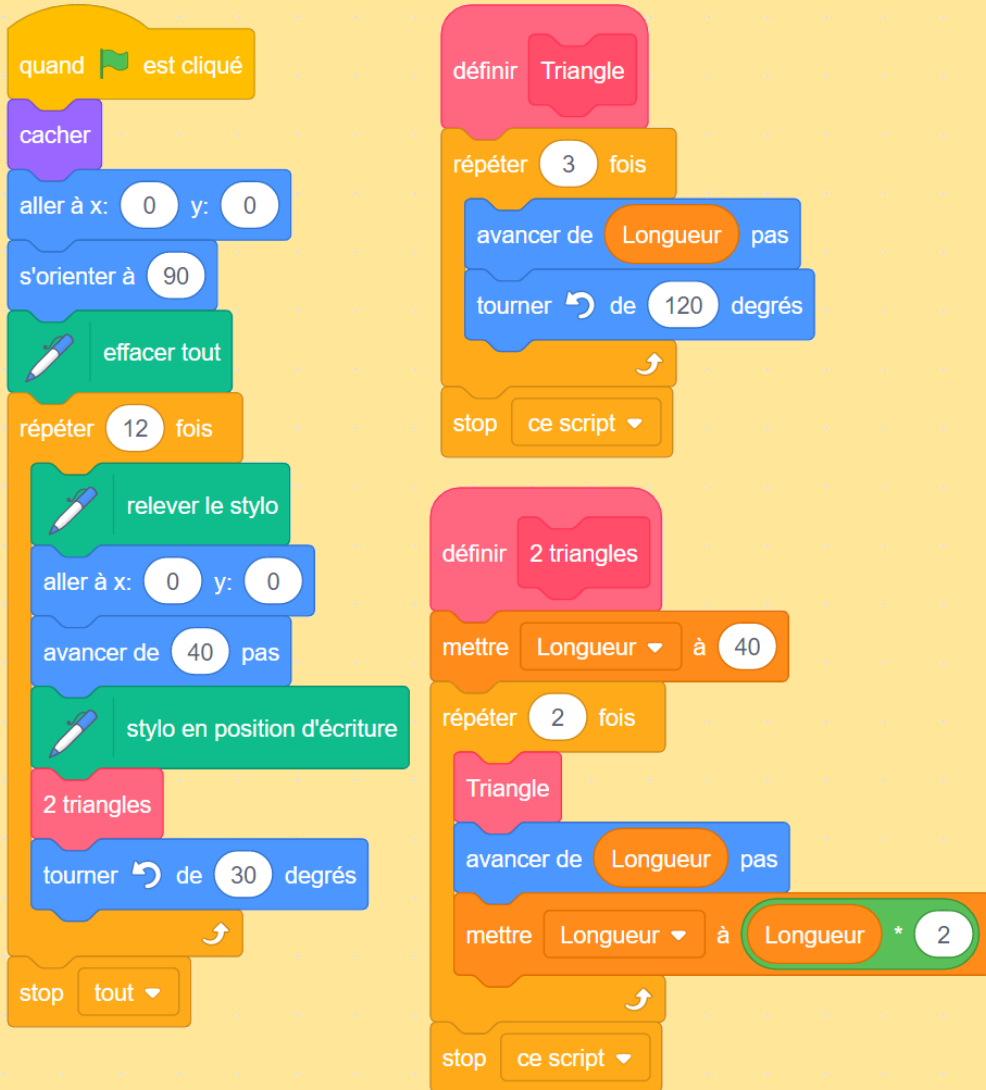 quand est cliqué
cacher
aller à x: 0 y: 0
s'orienter à 90
effacer tout
répéter 12 fois
relever le stylo
aller à x: 0 y: 0
avancer de 40 pas
stylo en position d'écriture
2 triangles
tourner de 30 degrés
stop tout
définir Triangle
répéter 3 fois
avancer de Longueur pas
tourner de 120 degrés
stop ce script
définir 2 triangles
mettre Longueur à 40
répéter 2 fois
Triangle
avancer de Longueur pas
mettre Longueur à Longueur * 2
stop ce script